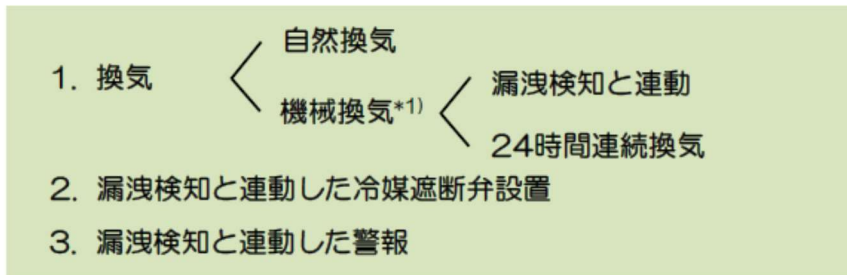 自然換気
1. 換気
機械換気*1)
漏洩検知と連動
24時間連続換気
2. 漏洩検知と連動した冷媒遮断弁設置
3. 漏洩検知と連動した警報